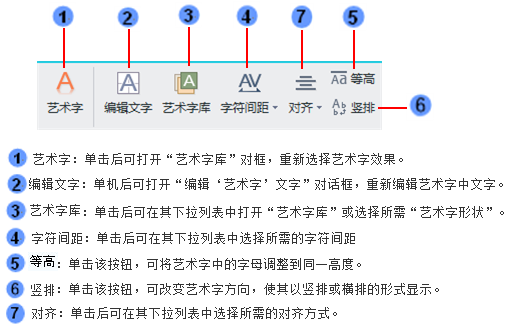 1 2 3 4 7 5
艺术字 编辑文字 艺术字库 字符间距 对齐 Aa 等高
Ab 竖排 6
1 艺术字：单击后可打开“艺术字库”对框，重新选择艺术字效果。
2 编辑文字：单机后可打开“编辑‘艺术字’文字”对话框，重新编辑艺术字中文字。
3 艺术字库：单击后可在其下拉列表中打开“艺术字库”或选择所需“艺术字形状”。
4 字符间距：单击后可在其下拉列表中选择所需的字符间距
5 等高：单击该按钮，可将艺术字中的字母调整到同一高度。
6 竖排：单击该按钮，可改变艺术字方向，使其以竖排或横排的形式显示。
7 对齐：单击后可在其下拉列表中选择所需的对齐方式。